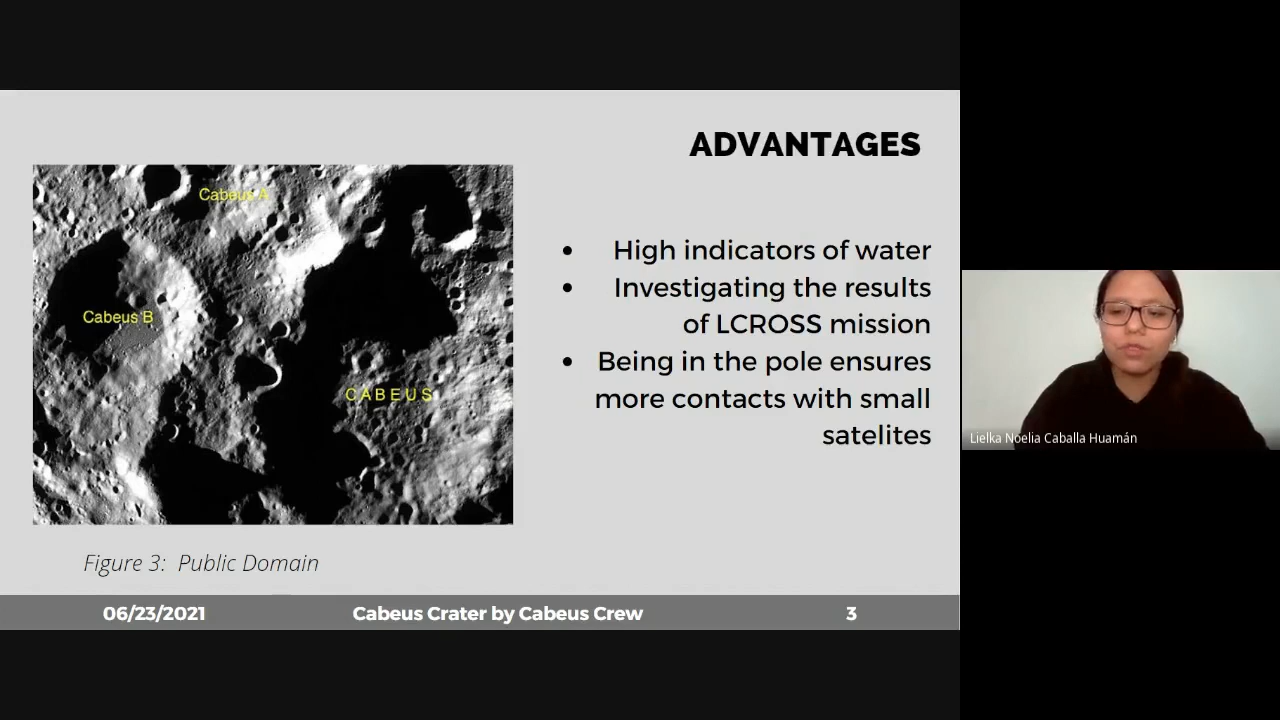 ADVANTAGES
Cabeus A
Cabeus B
CABEUS
• High indicators of water
• Investigating the results
of LCROSS mission
• Being in the pole ensures
more contacts with small
satelites
Figure 3: Public Domain
06/23/2021 Cabeus Crater by Cabeus Crew 3
Lielka Noelia Caballa Huamán